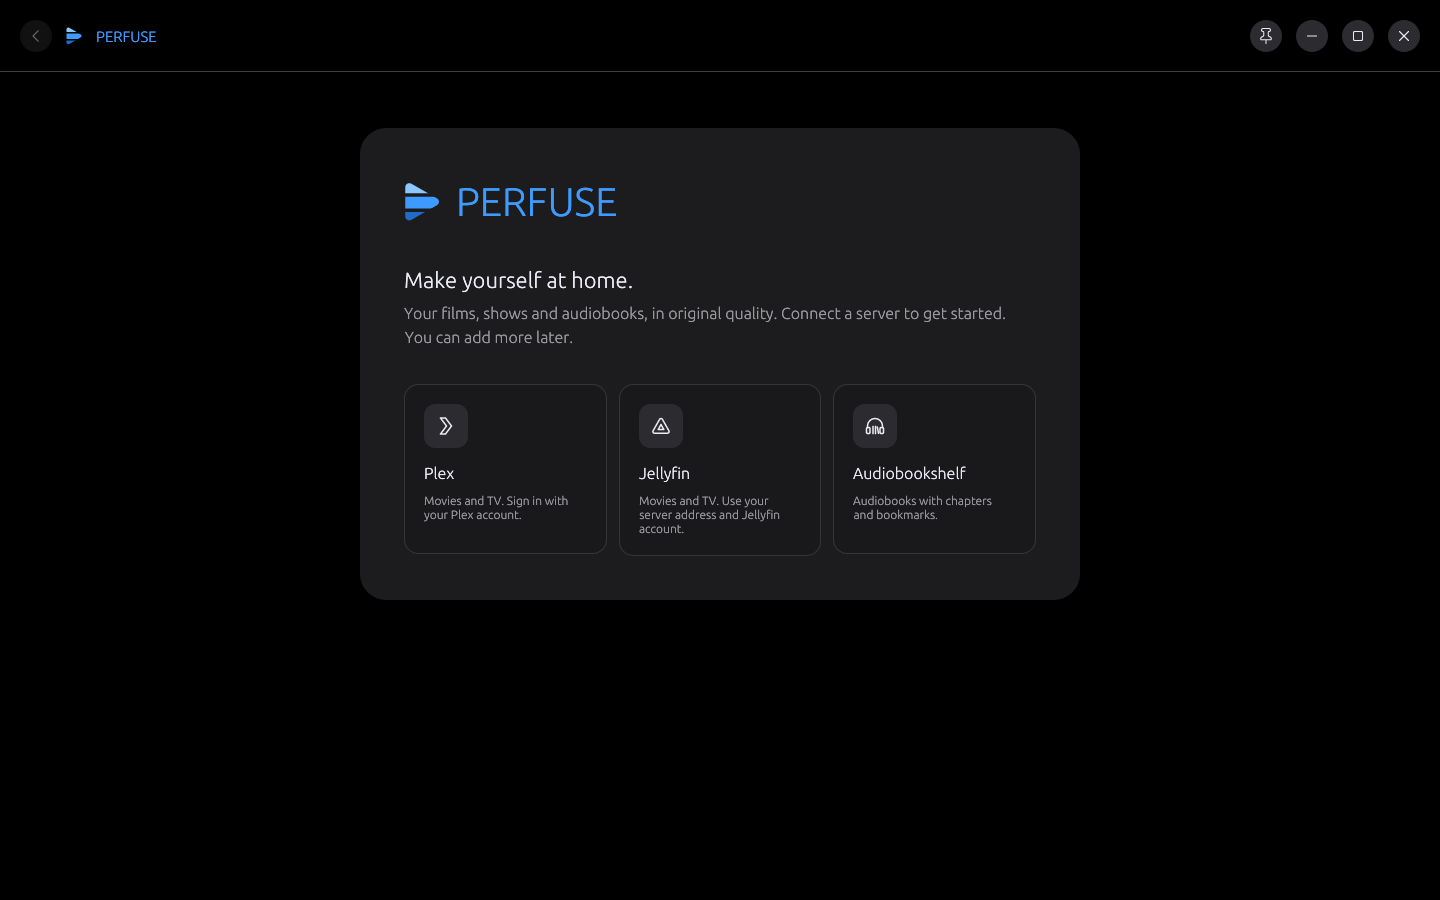 PERFUSE
PERFUSE
Make yourself at home.
Your films, shows and audiobooks, in original quality. Connect a server to get started.
You can add more later.
Plex
Movies and TV. Sign in with
your Plex account.
Jellyfin
Movies and TV. Use your
server address and Jellyfin
account.
Audiobookshelf
Audiobooks with chapters
and bookmarks.